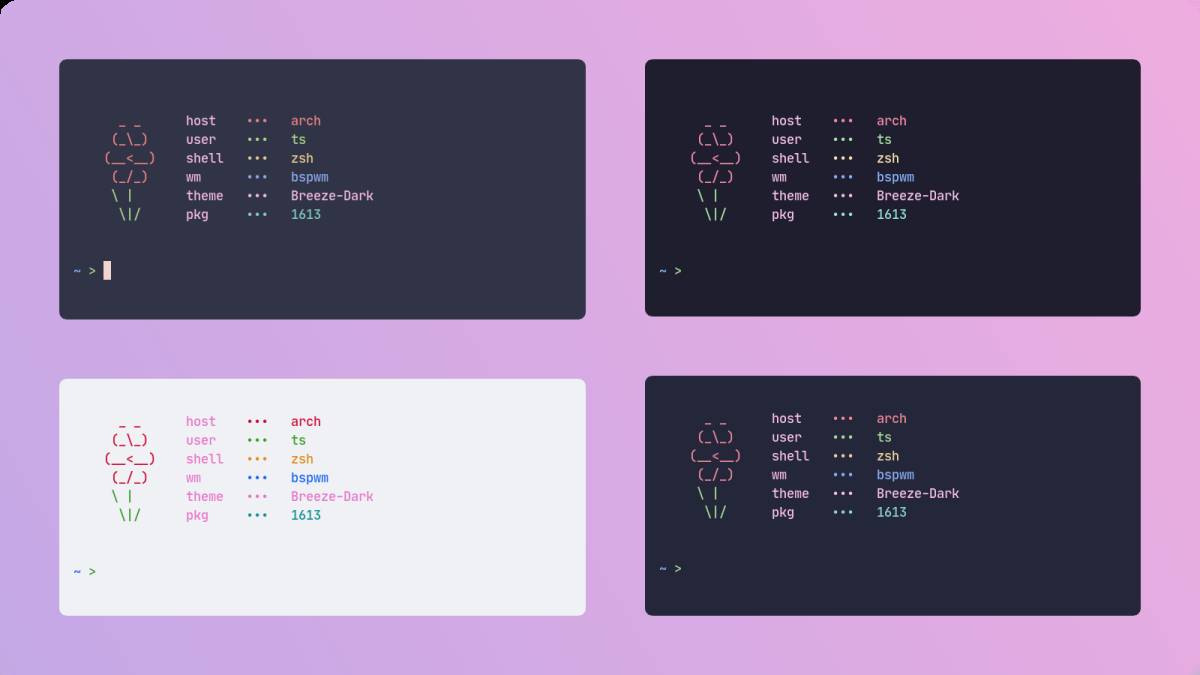 _ _     host    •••   arch
(_\_)    user    •••   ts
(__<__)  shell   •••   zsh
(_/_)    wm      •••   bspwm
\ |      theme   •••   Breeze-Dark
 \|/     pkg     •••   1613
~ >
 _ _     host    •••   arch
(_\_)    user    •••   ts
(__<__)  shell   •••   zsh
(_/_)    wm      •••   bspwm
\ |      theme   •••   Breeze-Dark
 \|/     pkg     •••   1613
~ >
 _ _     host    •••   arch
(_\_)    user    •••   ts
(__<__)  shell   •••   zsh
(_/_)    wm      •••   bspwm
\ |      theme   •••   Breeze-Dark
 \|/     pkg     •••   1613
~ >
 _ _     host    •••   arch
(_\_)    user    •••   ts
(__<__)  shell   •••   zsh
(_/_)    wm      •••   bspwm
\ |      theme   •••   Breeze-Dark
 \|/     pkg     •••   1613
~ >